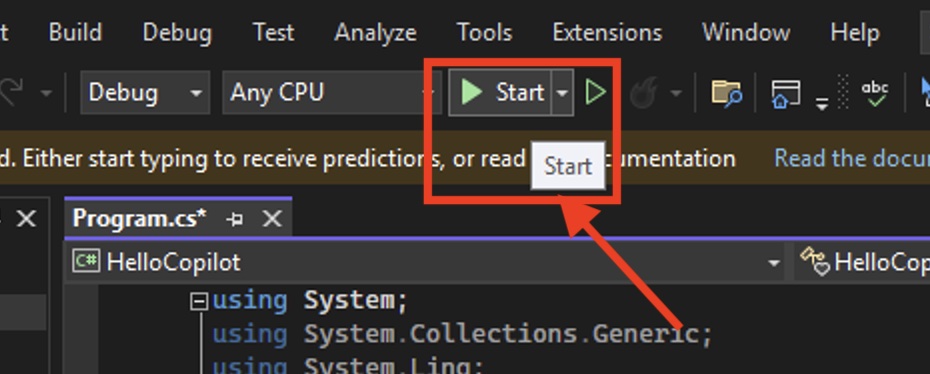 Build Debug Test Analyze Tools Extensions Window Help
Debug Any CPU Start abc
d. Either start typing to receive predictions, or read cumentation Read the docu
Start
Program.cs*
C# HelloCopilot HelloCop
using System;
using System.Collections.Generic;
using System.Linq;